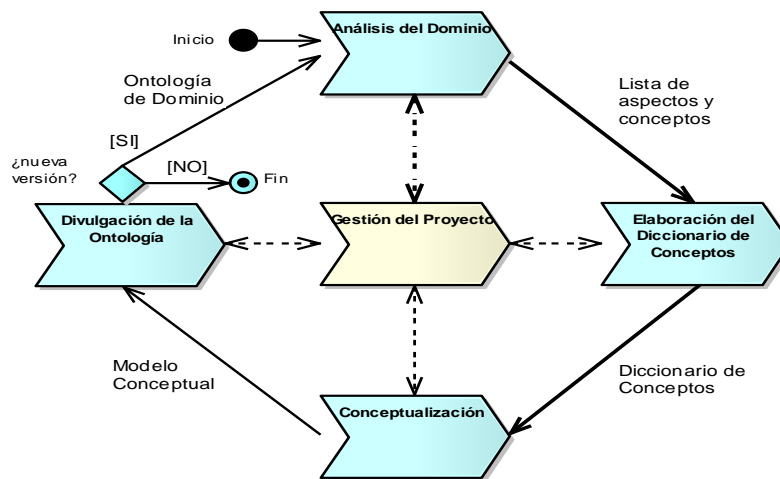 Análisis del Dominio
Inicio
Ontología
de Dominio
Lista de
aspectos y
conceptos
[SI]
¿nueva
versión?
[NO]
Fin
Divulgación de la
Ontología
Gestión del Proyecto
Elaboración del
Diccionario de
Conceptos
Modelo
Conceptual
Diccionario de
Conceptos
Conceptualización